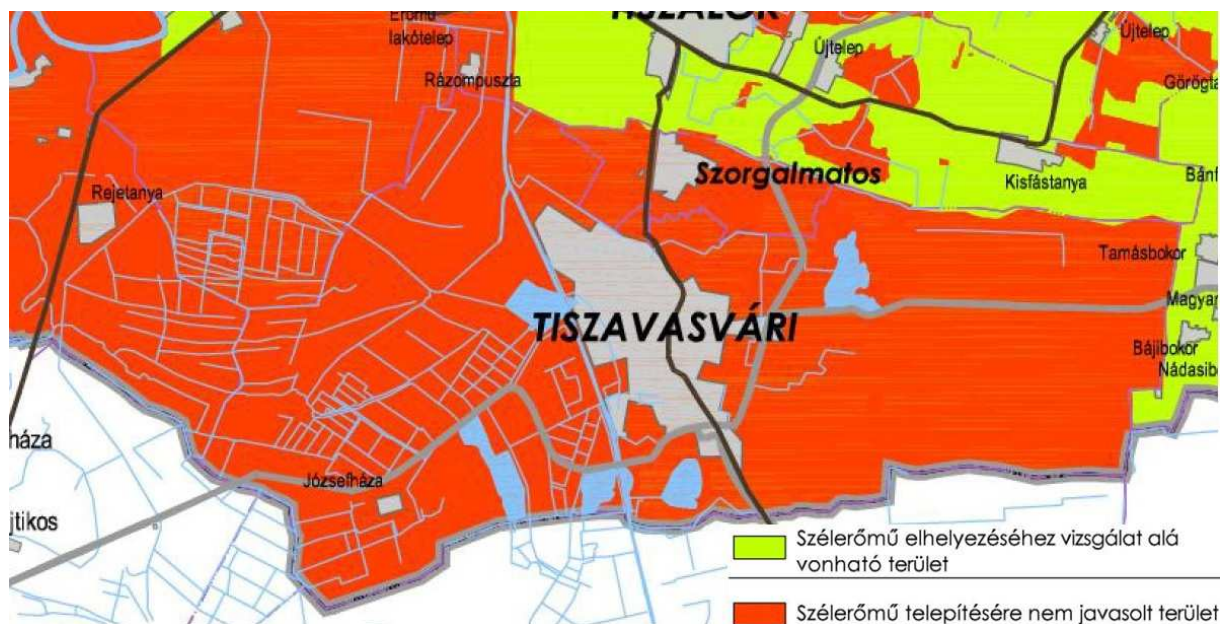 TISZALÖK
Erőmű
lakótelep
Újtelep
Újtelep
Rázompuszta
Görögta
Szorgalmatos
Kisfástanya
Bánf
Rejetanya
Tamásbokor
Magyar
TISZAVASVÁRI
Bájibokor
Nádasib
háza
Józsefháza
jtikos
Szélerőmű elhelyezéséhez vizsgálat alá
vonható terület
Szélerőmű telepítésére nem javasolt terület